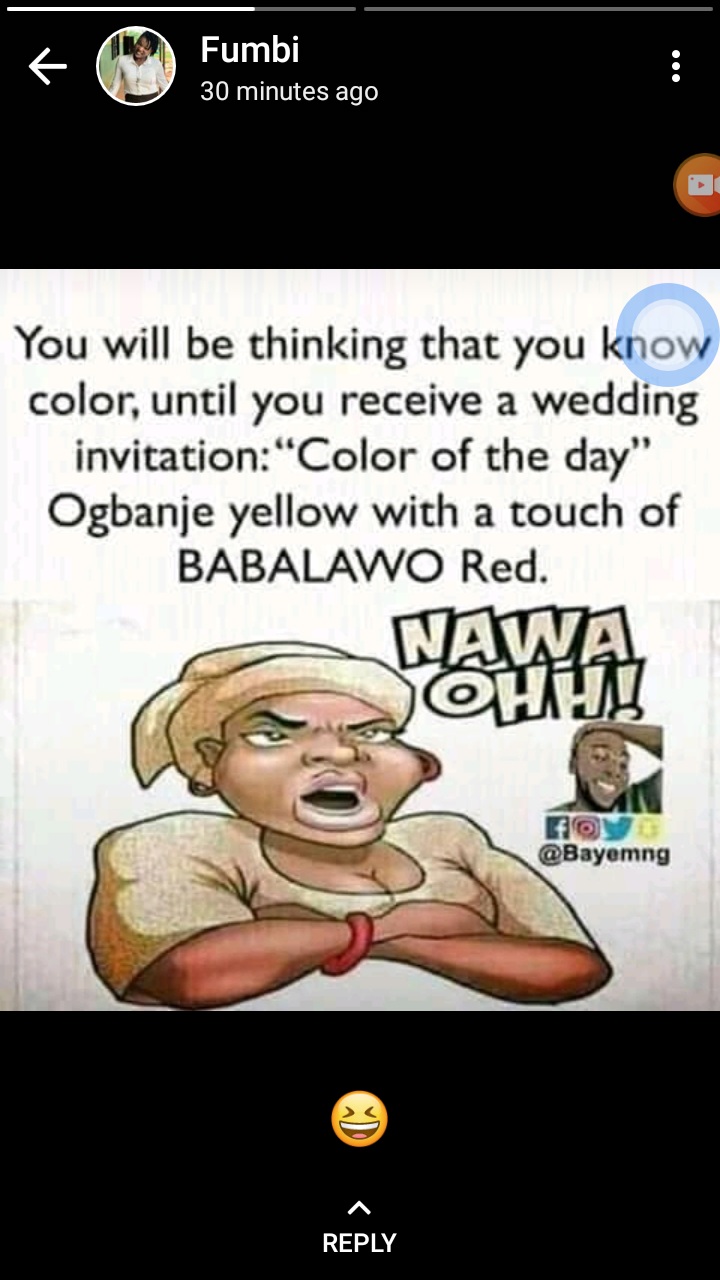 Fumbi
30 minutes ago
You will be thinking that you know
color, until you receive a wedding
invitation:“Color of the day”
Ogbanje yellow with a touch of
BABALAWO Red.
NAWA
OHH!
@Bayemng
REPLY